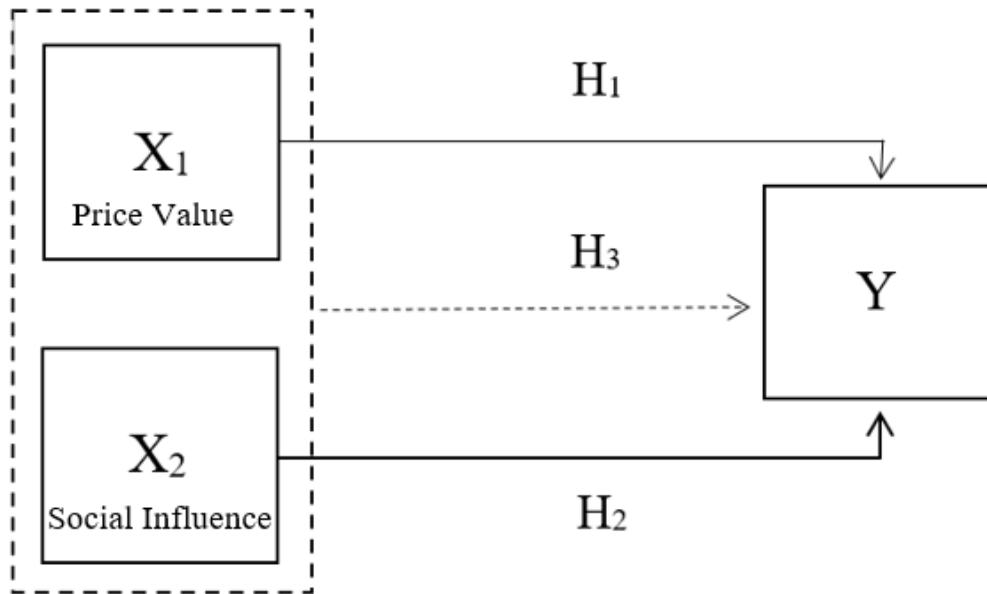 H₁
X₁
Price Value
H₃
Y
X₂
Social Influence
H₂